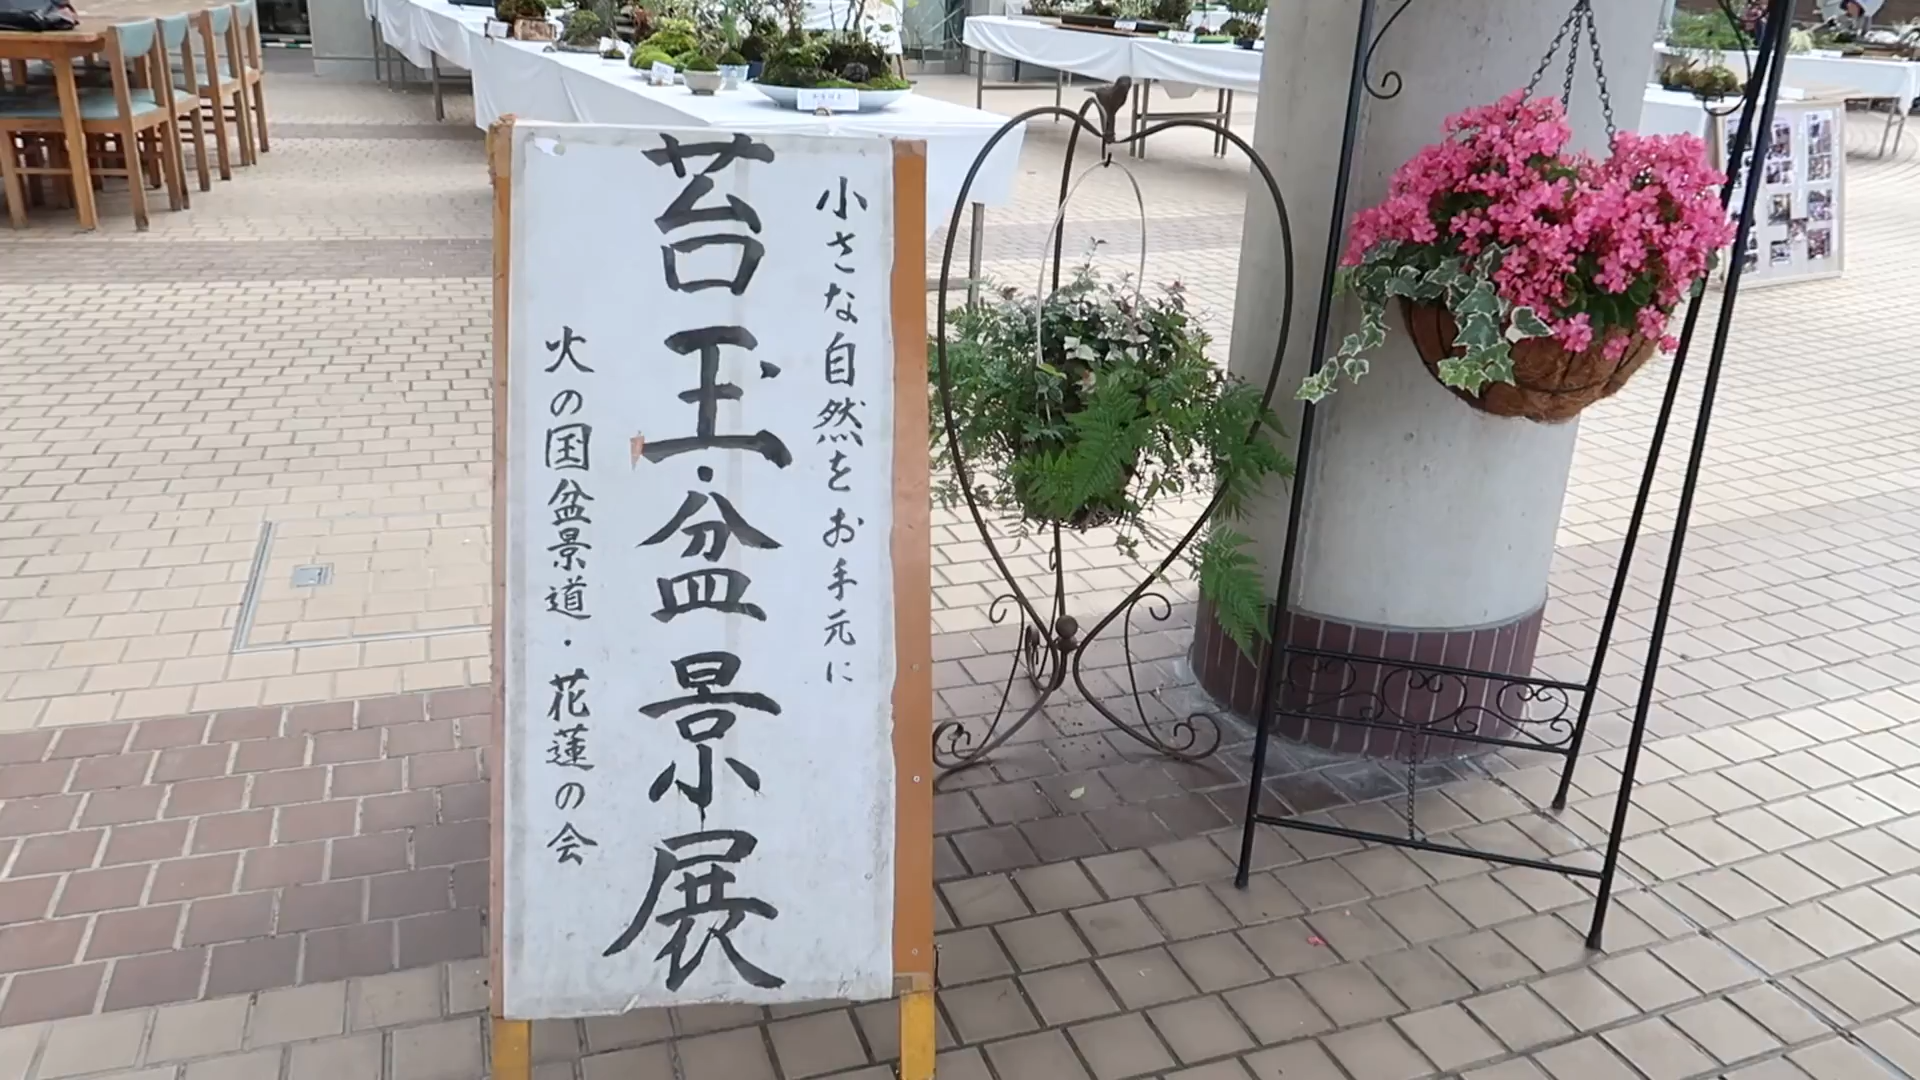 小さな自然をお手元に
苔玉・盆景展
火の国盆景道・花蓮の会